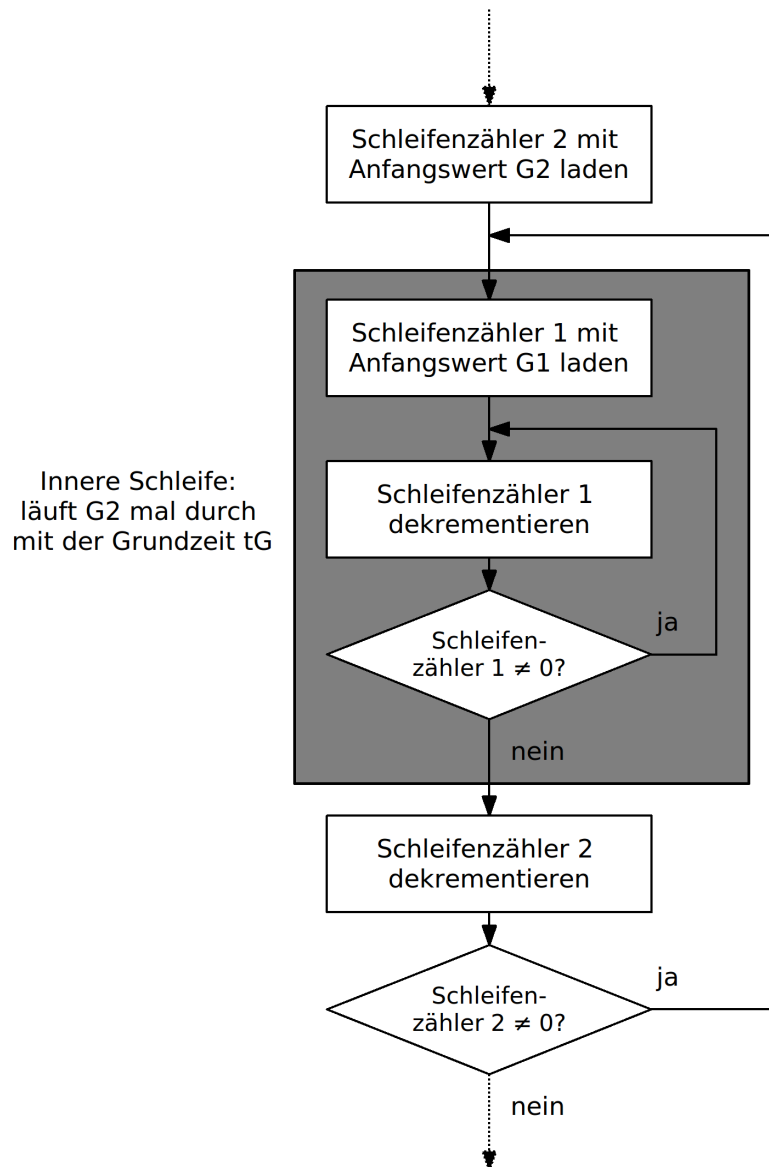 Schleifenzähler 2 mit
Anfangswert G2 laden
Schleifenzähler 1 mit
Anfangswert G1 laden
Innere Schleife:
läuft G2 mal durch
mit der Grundzeit tG
Schleifenzähler 1
dekrementieren
Schleifen-
zähler 1 ≠ 0?
ja
nein
Schleifenzähler 2
dekrementieren
Schleifen-
zähler 2 ≠ 0?
ja
nein